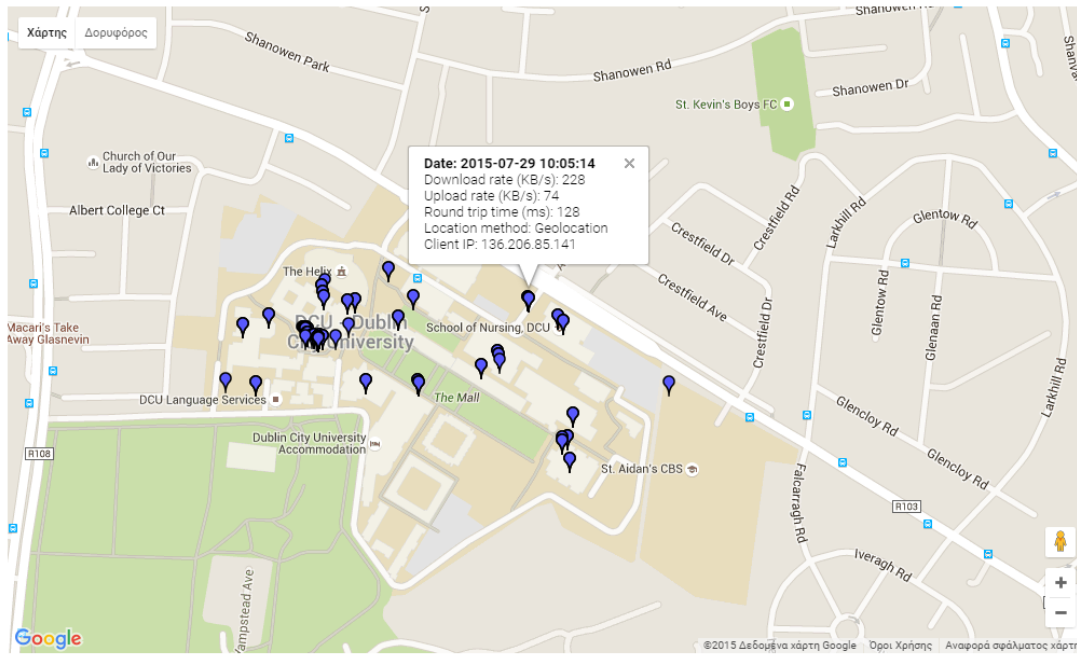 Χάρτης
Δορυφόρος
Shanowen Park
Shanowen Rd
Shanowen Rd
Shanowen Dr
St. Kevin's Boys FC
Church of Our
Lady of Victories
Albert College Ct
Date: 2015-07-29 10:05:14
Download rate (KB/s): 228
Upload rate (KB/s): 74
Round trip time (ms): 128
Location method: Geolocation
Client IP: 136.206.85.141
Crestfield Rd
Larkhill Rd
Glentow Rd
Crestfield Dr
Crestfield Ave
Crestfield Dr
Glentow Rd
Glenaan Rd
Larkhill Rd
The Helix
DCU - Dublin
City University
School of Nursing, DCU
Macari's Take
Away Glasnevin
DCU Language Services
The Mall
Dublin City University
Accommodation
St. Aidan's CBS
Glencloy Rd
Glencloy Rd
Falcarragh Rd
R108
R103
Iveragh Rd
Hampstead Ave
Google
©2015 Δεδομένα χάρτη Google
Όροι Χρήσης
Αναφορά σφάλματος χάρτη